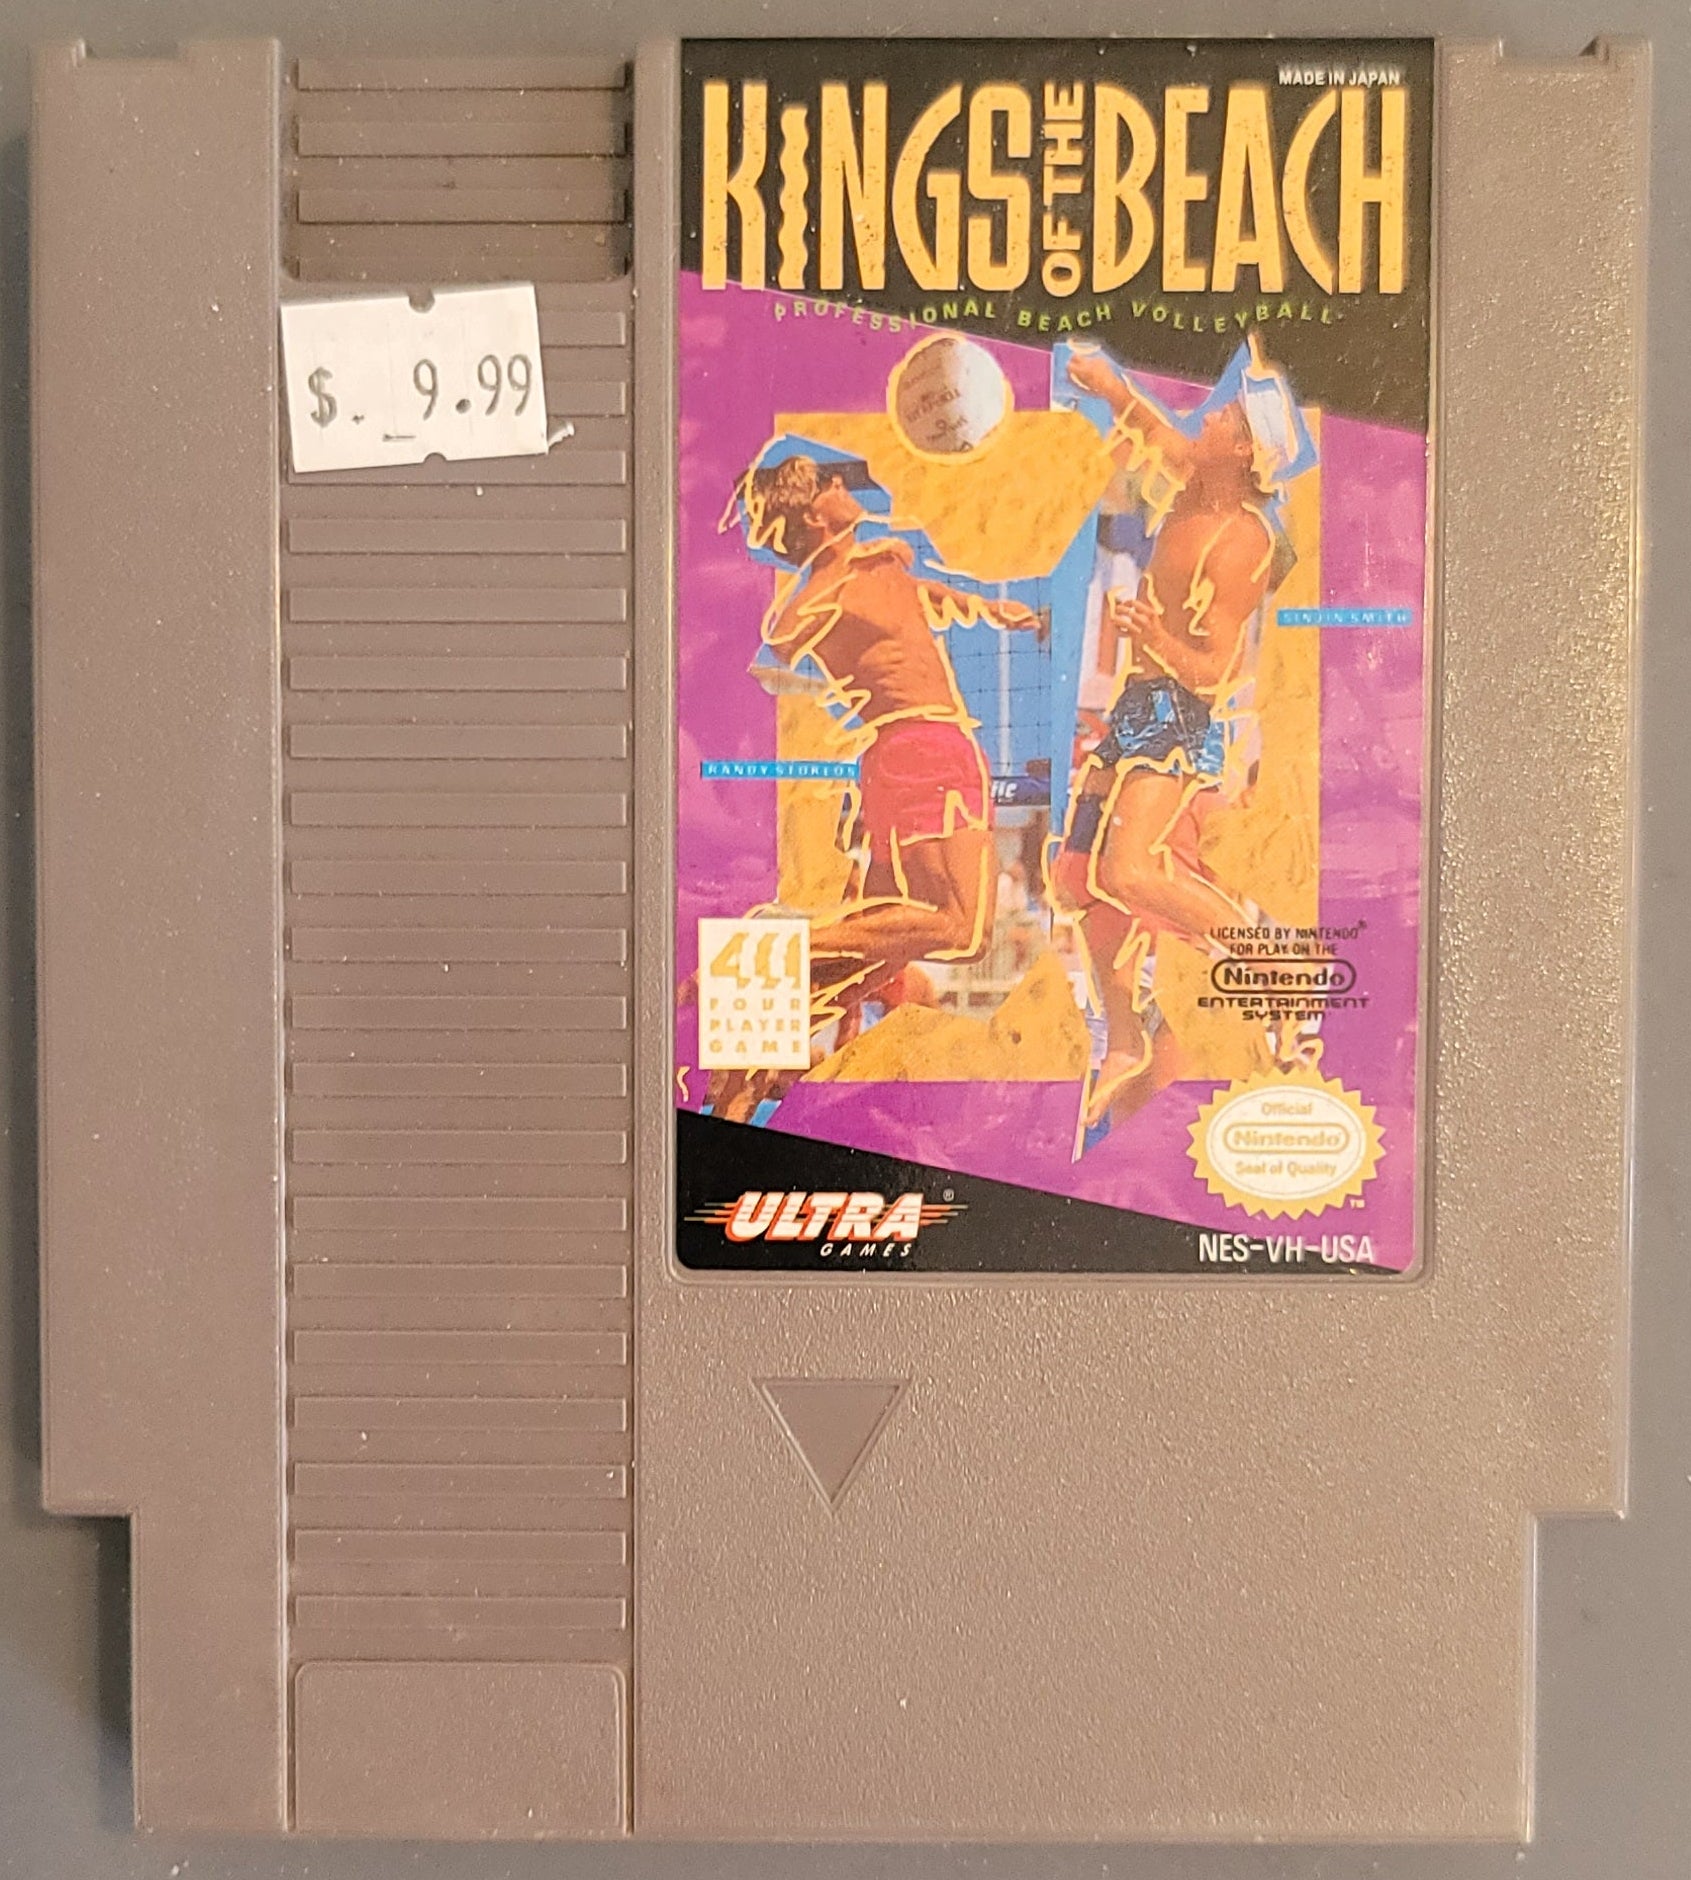 MADE IN JAPAN
KINGS OF THE BEACH
PROFESSIONAL BEACH VOLLEYBALL
$. 9.99
SINJIN SMITH
RANDY STOKLOS
4
FOUR
PLAYER
GAME
LICENSED BY NINTENDO®
FOR PLAY ON THE
Nintendo
ENTERTAINMENT
SYSTEM
Official
Nintendo
Seal of Quality
TM
ULTRA®
GAMES
NES-VH-USA